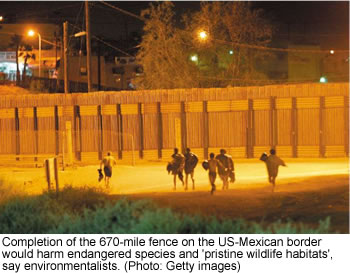 Completion of the 670-mile fence on the US-Mexican border
would harm endangered species and 'pristine wildlife habitats',
say environmentalists. (Photo: Getty images)